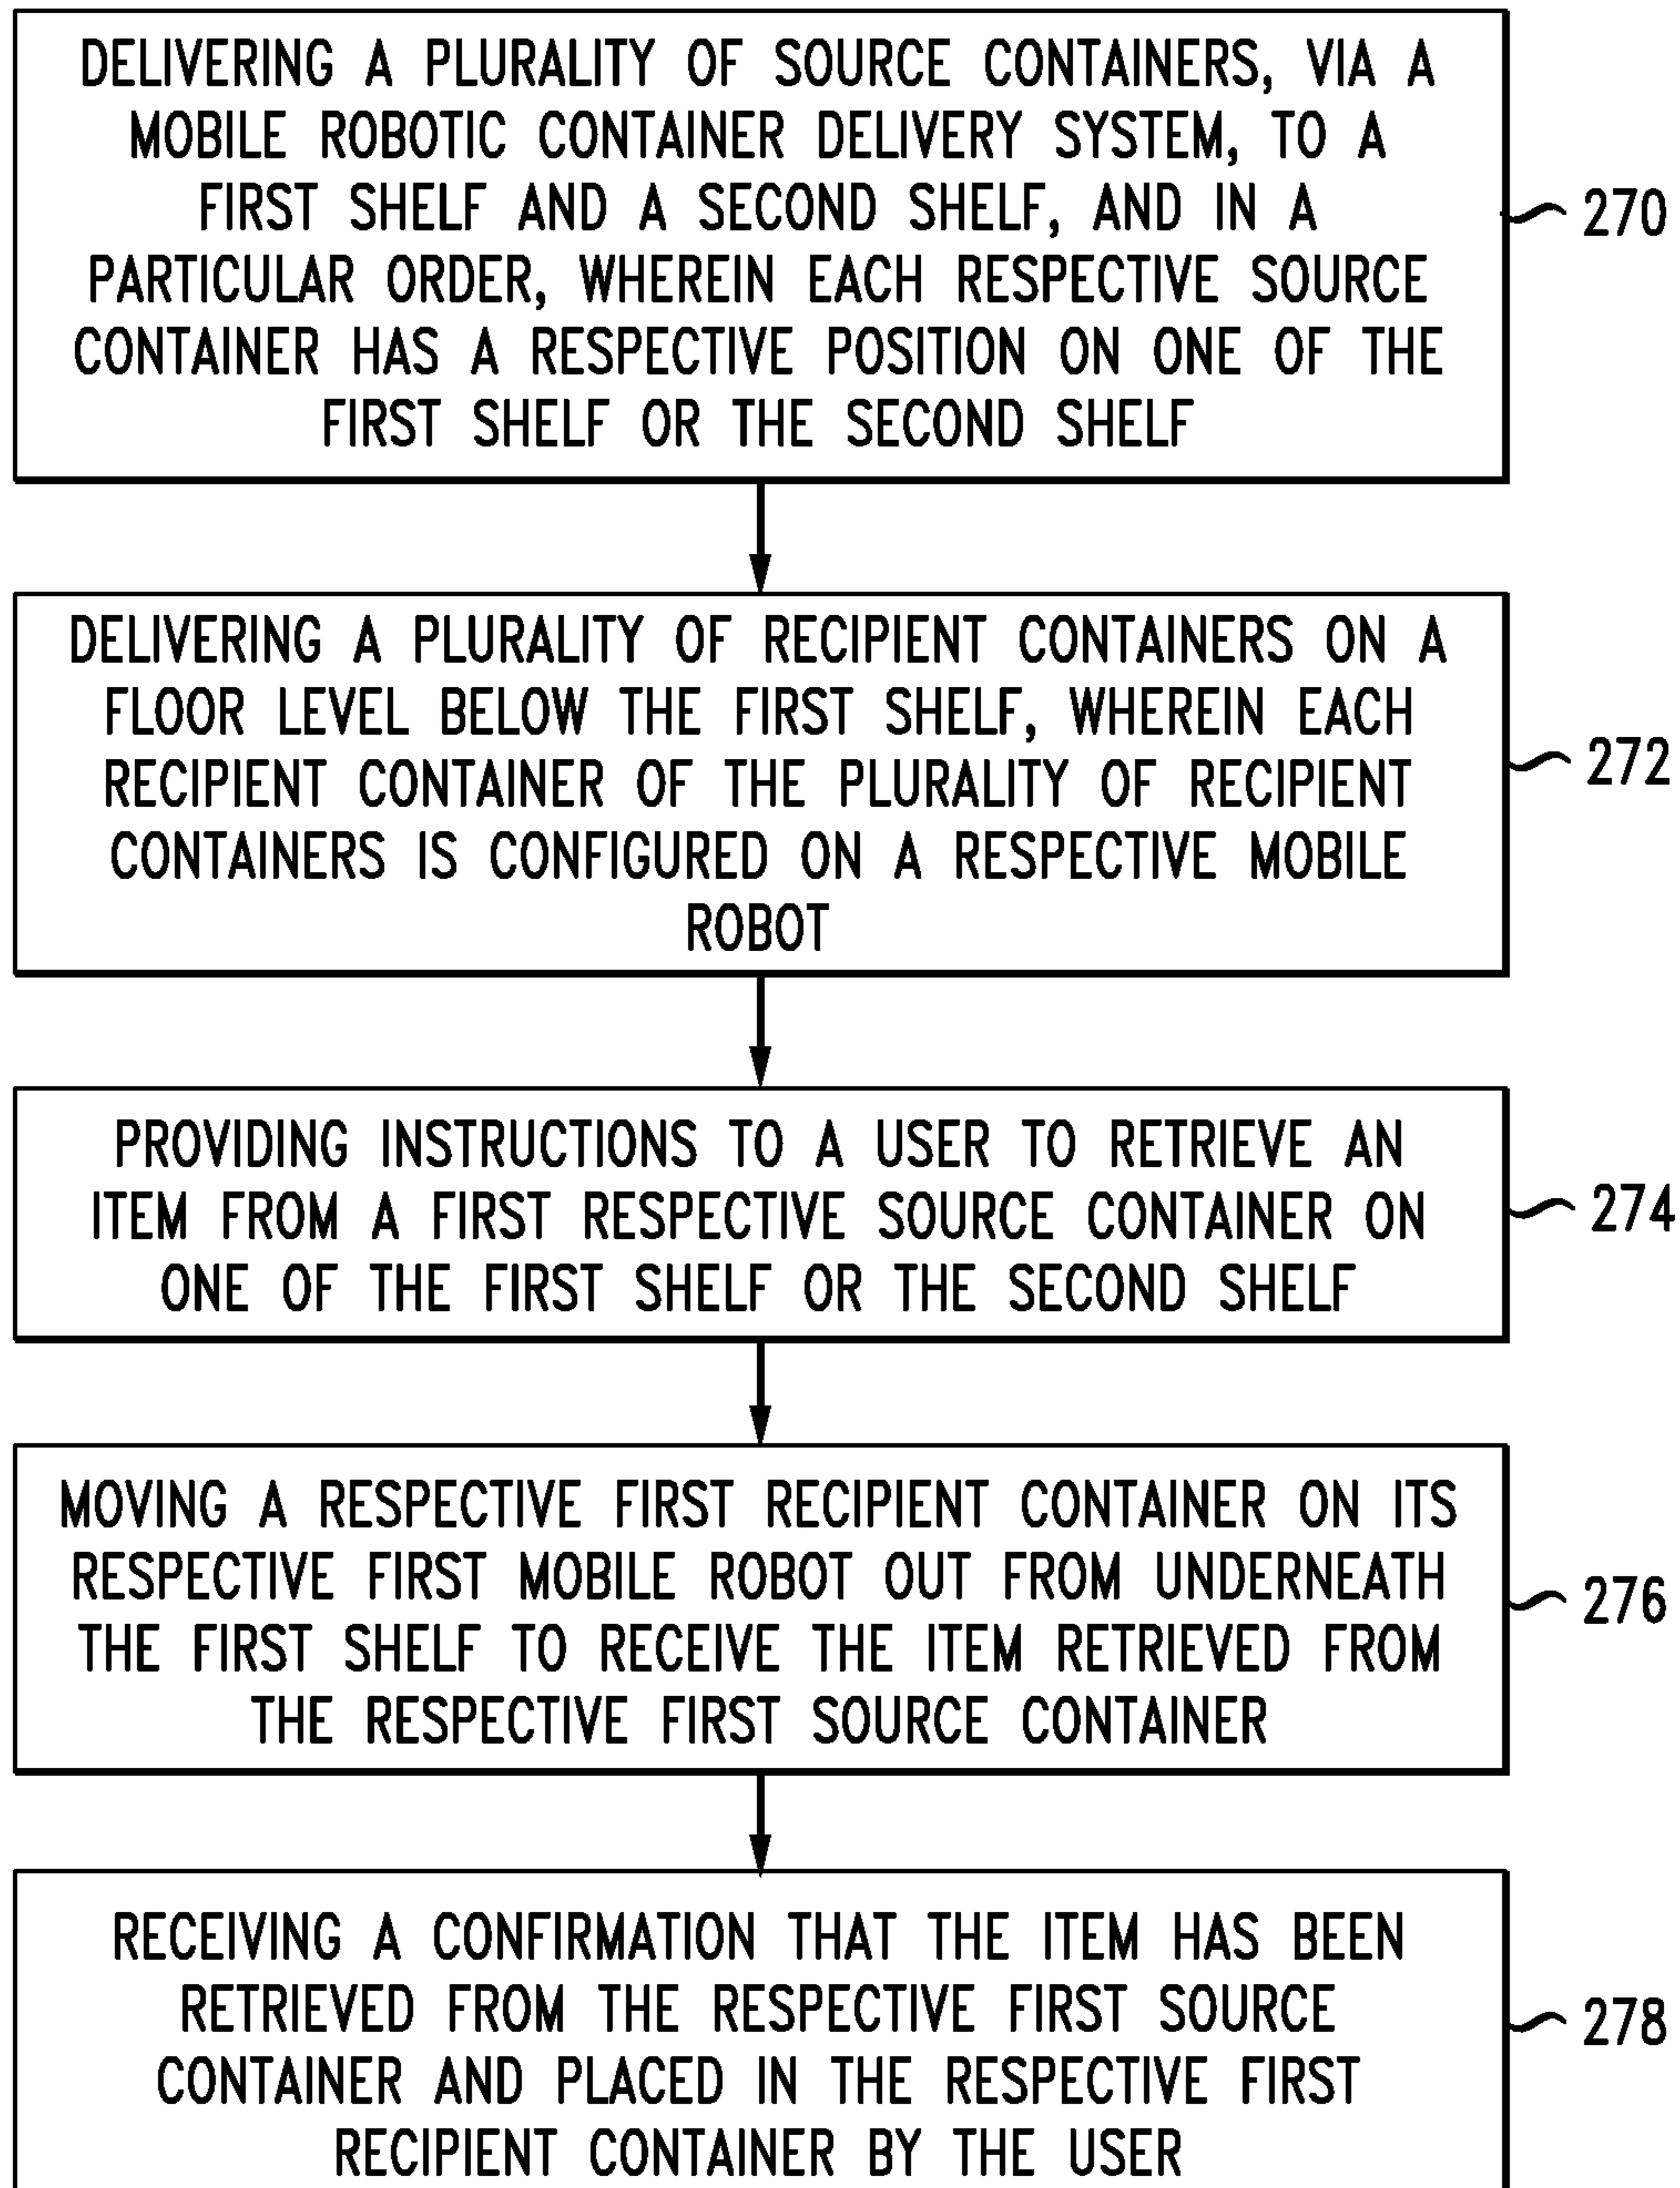 DELIVERING A PLURALITY OF SOURCE CONTAINERS, VIA A
MOBILE ROBOTIC CONTAINER DELIVERY SYSTEM, TO A
FIRST SHELF AND A SECOND SHELF, AND IN A
PARTICULAR ORDER, WHEREIN EACH RESPECTIVE SOURCE
CONTAINER HAS A RESPECTIVE POSITION ON ONE OF THE
FIRST SHELF OR THE SECOND SHELF
270
DELIVERING A PLURALITY OF RECIPIENT CONTAINERS ON A
FLOOR LEVEL BELOW THE FIRST SHELF, WHEREIN EACH
RECIPIENT CONTAINER OF THE PLURALITY OF RECIPIENT
CONTAINERS IS CONFIGURED ON A RESPECTIVE MOBILE
ROBOT
272
PROVIDING INSTRUCTIONS TO A USER TO RETRIEVE AN
ITEM FROM A FIRST RESPECTIVE SOURCE CONTAINER ON
ONE OF THE FIRST SHELF OR THE SECOND SHELF
274
MOVING A RESPECTIVE FIRST RECIPIENT CONTAINER ON ITS
RESPECTIVE FIRST MOBILE ROBOT OUT FROM UNDERNEATH
THE FIRST SHELF TO RECEIVE THE ITEM RETRIEVED FROM
THE RESPECTIVE FIRST SOURCE CONTAINER
276
RECEIVING A CONFIRMATION THAT THE ITEM HAS BEEN
RETRIEVED FROM THE RESPECTIVE FIRST SOURCE
CONTAINER AND PLACED IN THE RESPECTIVE FIRST
RECIPIENT CONTAINER BY THE USER
278